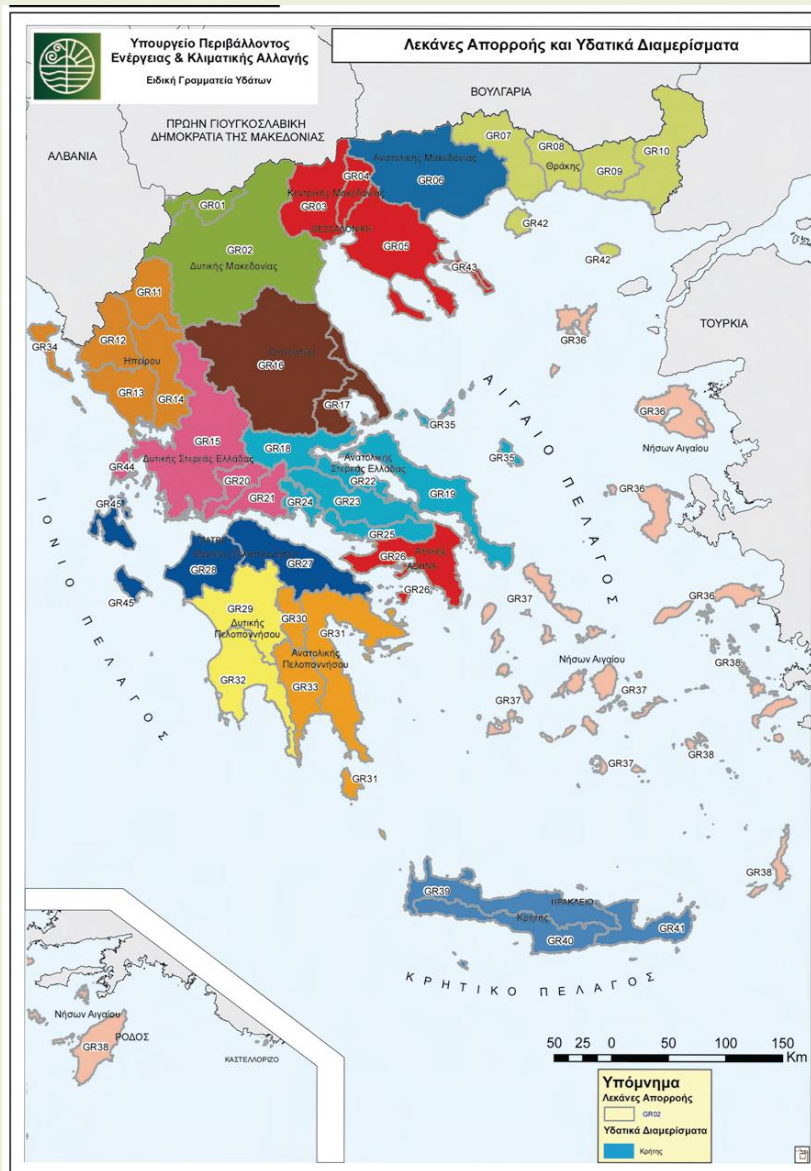 Υπουργείο Περιβάλλοντος
Ενέργειας & Κλιματικής Αλλαγής
Ειδική Γραμματεία Υδάτων
Λεκάνες Απορροής και Υδατικά Διαμερίσματα
ΒΟΥΛΓΑΡΙΑ
ΠΡΩΗΝ ΓΙΟΥΓΚΟΣΛΑΒΙΚΗ
ΔΗΜΟΚΡΑΤΙΑ ΤΗΣ ΜΑΚΕΔΟΝΙΑΣ
ΑΛΒΑΝΙΑ
GR07
GR08
GR10
Ανατολικής Μακεδονίας
GR06
Θράκης
GR09
GR04
Κεντρικής Μακεδονίας
GR03
GR01
GR42
ΘΕΣΣΑΛΟΝΙΚΗ
GR05
GR02
Δυτικής Μακεδονίας
GR42
GR43
GR11
ΤΟΥΡΚΙΑ
GR12
GR34
GR36
Ηπείρου
GR16
GR13
GR14
GR17
ΑΙΓΑΙΟ ΠΕΛΑΓΟΣ
GR36
GR35
GR15
GR18
Νήσων Αιγαίου
GR44
Δυτικής Στερεάς Ελλάδας
Ανατολικής
Στερεάς Ελλάδας
GR35
GR20
GR22
GR19
GR36
GR21
GR24
GR23
GR45
ΙΟΝΙΟ ΠΕΛΑΓΟΣ
GR25
GR26
GR28
GR27
GR26
GR45
GR37
GR36
GR29
GR30
Δυτικής
Πελοποννήσου
GR31
Ανατολικής
Πελοποννήσου
Νήσων Αιγαίου
GR38
GR32
GR33
GR37
GR37
GR38
GR37
GR31
GR38
GR39
ΗΡΑΚΛΕΙΟ
Κρήτης
GR41
GR40
ΚΡΗΤΙΚΟ ΠΕΛΑΓΟΣ
Νήσων Αιγαίου
ΡΟΔΟΣ
GR38
ΚΑΣΤΕΛΛΟΡΙΖΟ
50 25 0 50 100 150
Km
Υπόμνημα
Λεκάνες Απορροής
GR02
Υδατικά Διαμερίσματα
Κρήτης